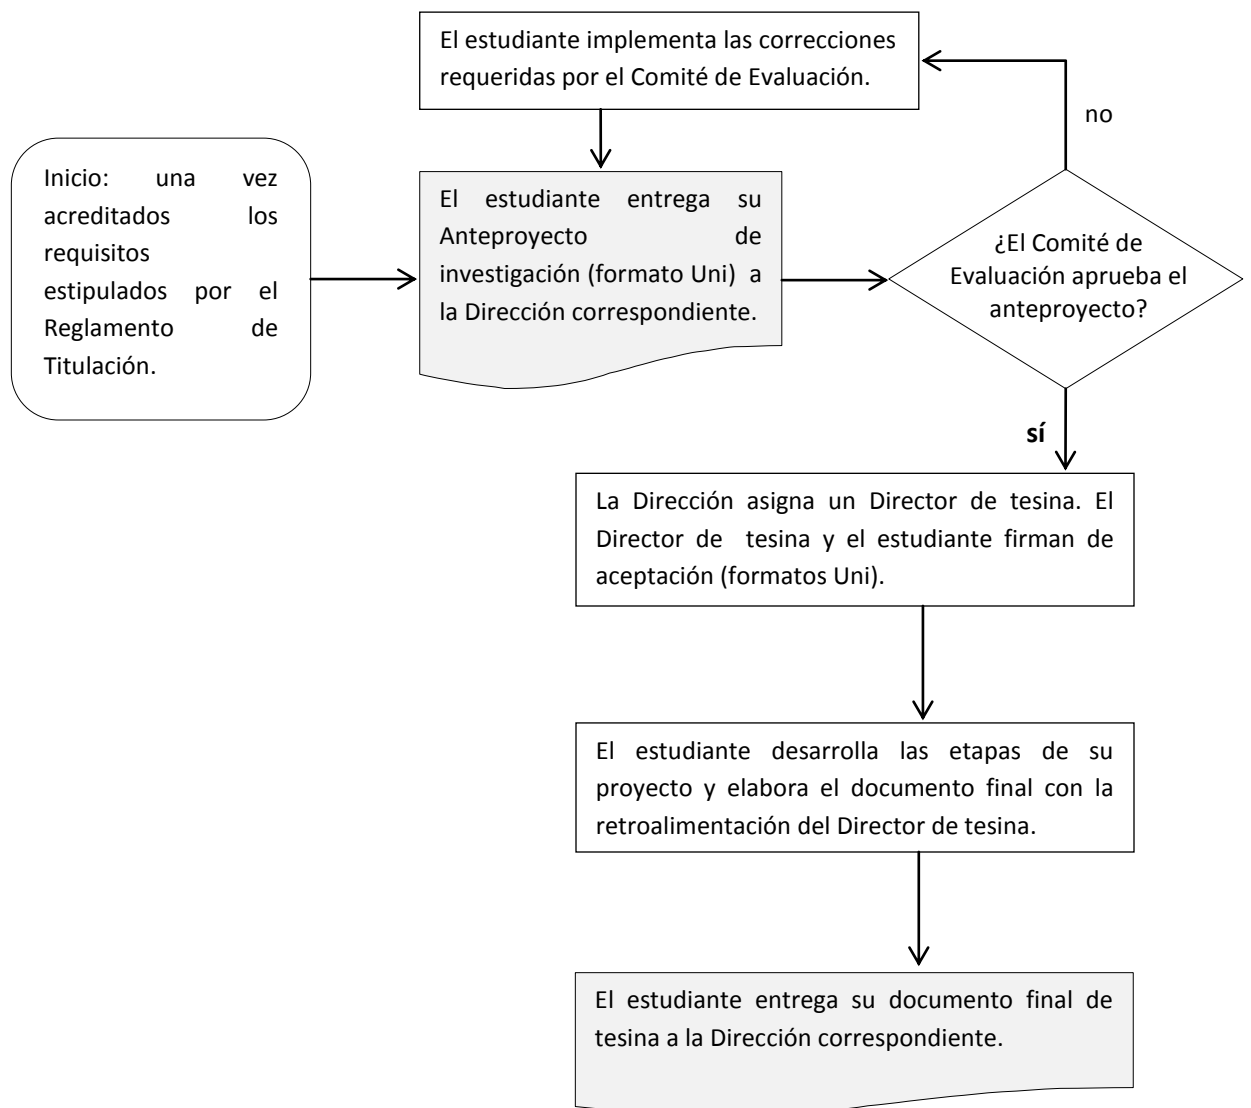 El estudiante implementa las correcciones
requeridas por el Comité de Evaluación.
no
Inicio: una vez
acreditados los
requisitos
estipulados por el
Reglamento de
Titulación.
El estudiante entrega su
Anteproyecto de
investigación (formato Uni) a
la Dirección correspondiente.
¿El Comité de
Evaluación aprueba el
anteproyecto?
sí
La Dirección asigna un Director de tesina. El
Director de tesina y el estudiante firman de
aceptación (formatos Uni).
El estudiante desarrolla las etapas de su
proyecto y elabora el documento final con la
retroalimentación del Director de tesina.
El estudiante entrega su documento final de
tesina a la Dirección correspondiente.